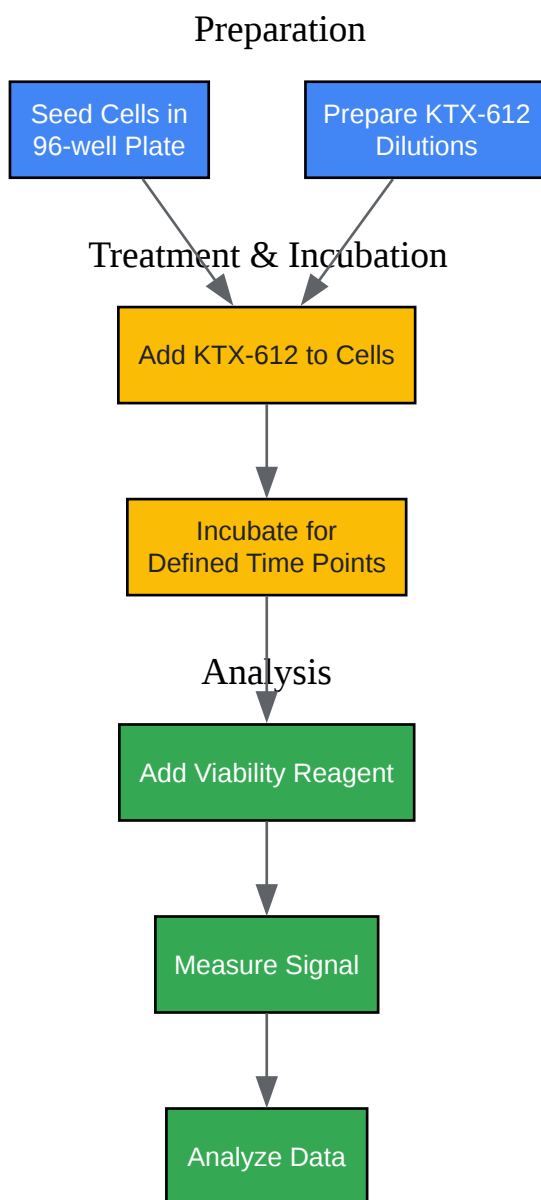 Preparation
Seed Cells in
96-well Plate
Prepare KTX-612
Dilutions
Treatment & Incubation
Add KTX-612 to Cells
Incubate for
Defined Time Points
Analysis
Add Viability Reagent
Measure Signal
Analyze Data